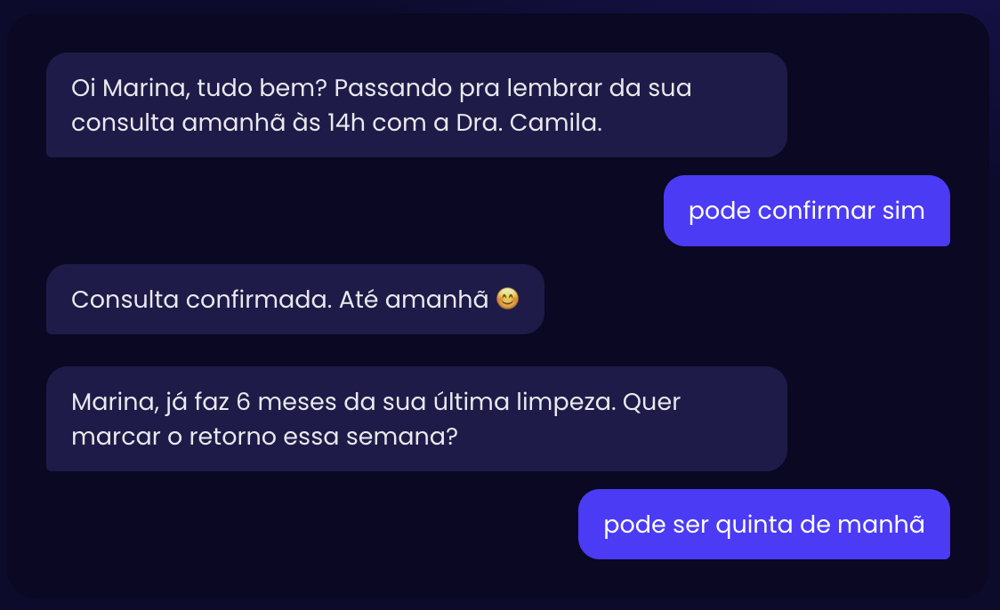 Oi Marina, tudo bem? Passando pra lembrar da sua
consulta amanhã às 14h com a Dra. Camila.
pode confirmar sim
Consulta confirmada. Até amanhã 😊
Marina, já faz 6 meses da sua última limpeza. Quer
marcar o retorno essa semana?
pode ser quinta de manhã